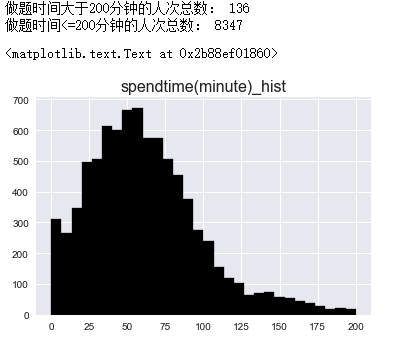 做题时间大于200分钟的人次总数： 136
做题时间<=200分钟的人次总数： 8347
<matplotlib.text.Text at 0x2b88ef01860>
spendtime(minute)_hist
700
600
500
400
300
200
100
0
0 25 50 75 100 125 150 175 200